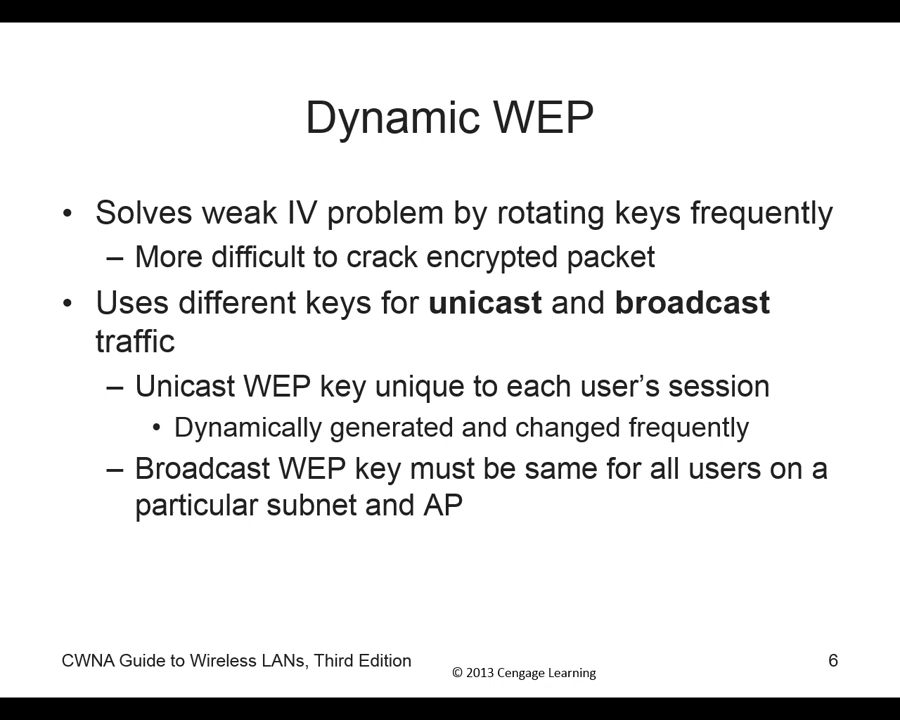 Dynamic WEP
• Solves weak IV problem by rotating keys frequently
– More difficult to crack encrypted packet
• Uses different keys for unicast and broadcast
traffic
– Unicast WEP key unique to each user’s session
• Dynamically generated and changed frequently
– Broadcast WEP key must be same for all users on a
particular subnet and AP
CWNA Guide to Wireless LANs, Third Edition
© 2013 Cengage Learning
6